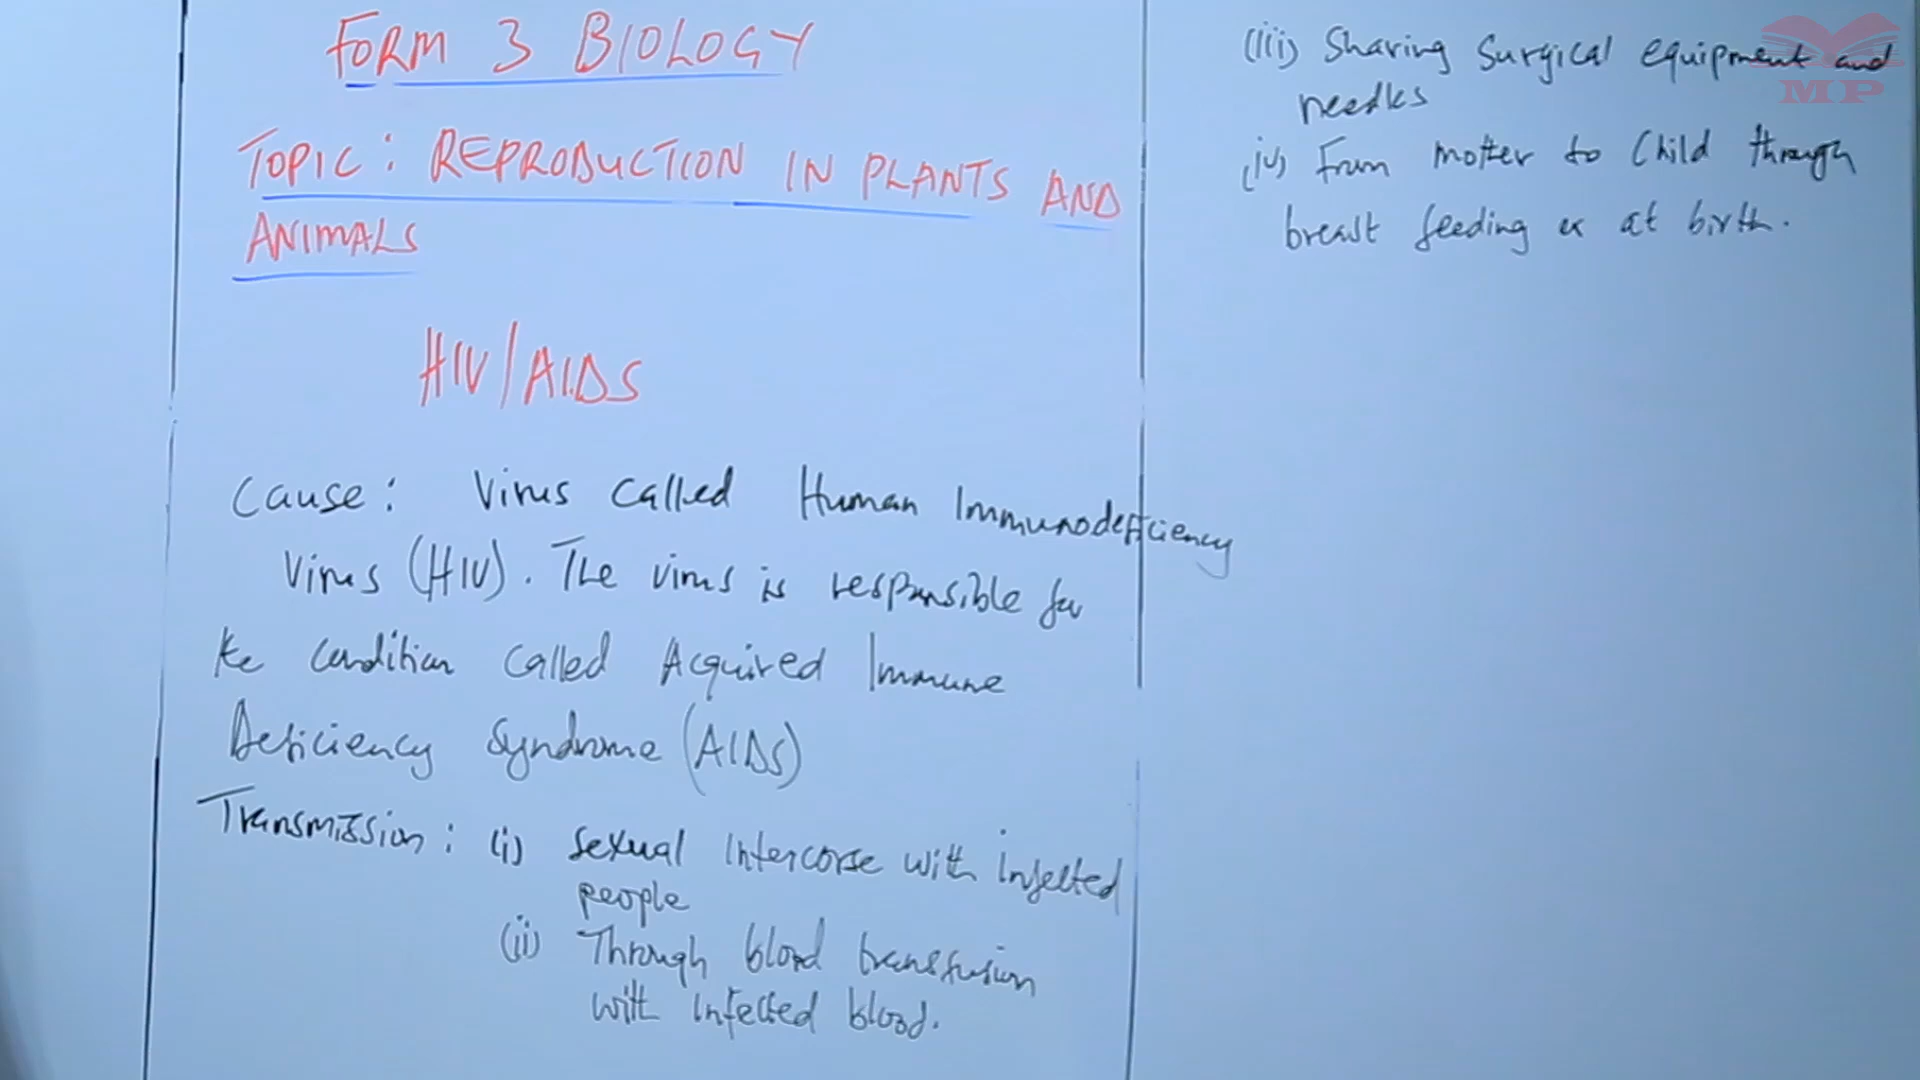 FORM 3 BIOLOGY
TOPIC: REPRODUCTION IN PLANTS AND
ANIMALS
HIV/AIDS
Cause: Virus called Human Immunodeficiency
Virus (HIV). The virus is responsible for
the condition called Acquired Immune
Deficiency Syndrome (AIDS)
Transmission: (i) Sexual Intercorse with infected
people
(ii) Through blood transfusion
with infected blood.
(iii) Sharing Surgical equipment and
needles
(iv) From mother to Child through
breast feeding or at birth.
MP